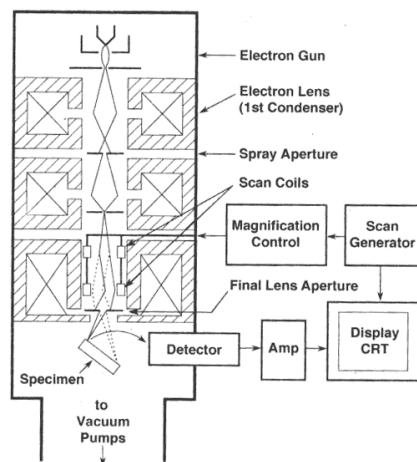 Electron Gun
Electron Lens
(1st Condenser)
Spray Aperture
Scan Coils
Magnification
Control
Scan
Generator
Final Lens Aperture
Detector
Amp
Display
CRT
Specimen
to
Vacuum
Pumps